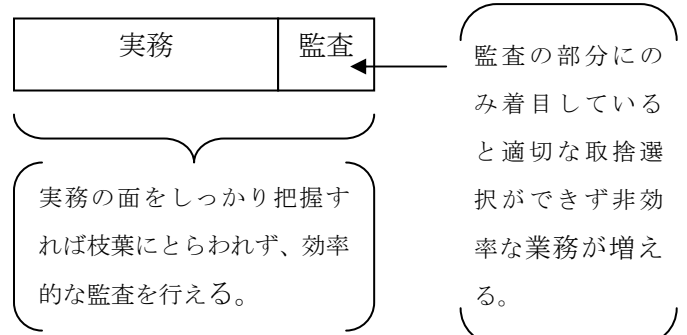 実務 監査
監査の部分にの
み着目している
と適切な取捨選
択ができず非効
率な業務が増え
る。
実務の面をしっかり把握す
れば枝葉にとらわれず、効率
的な監査を行える。